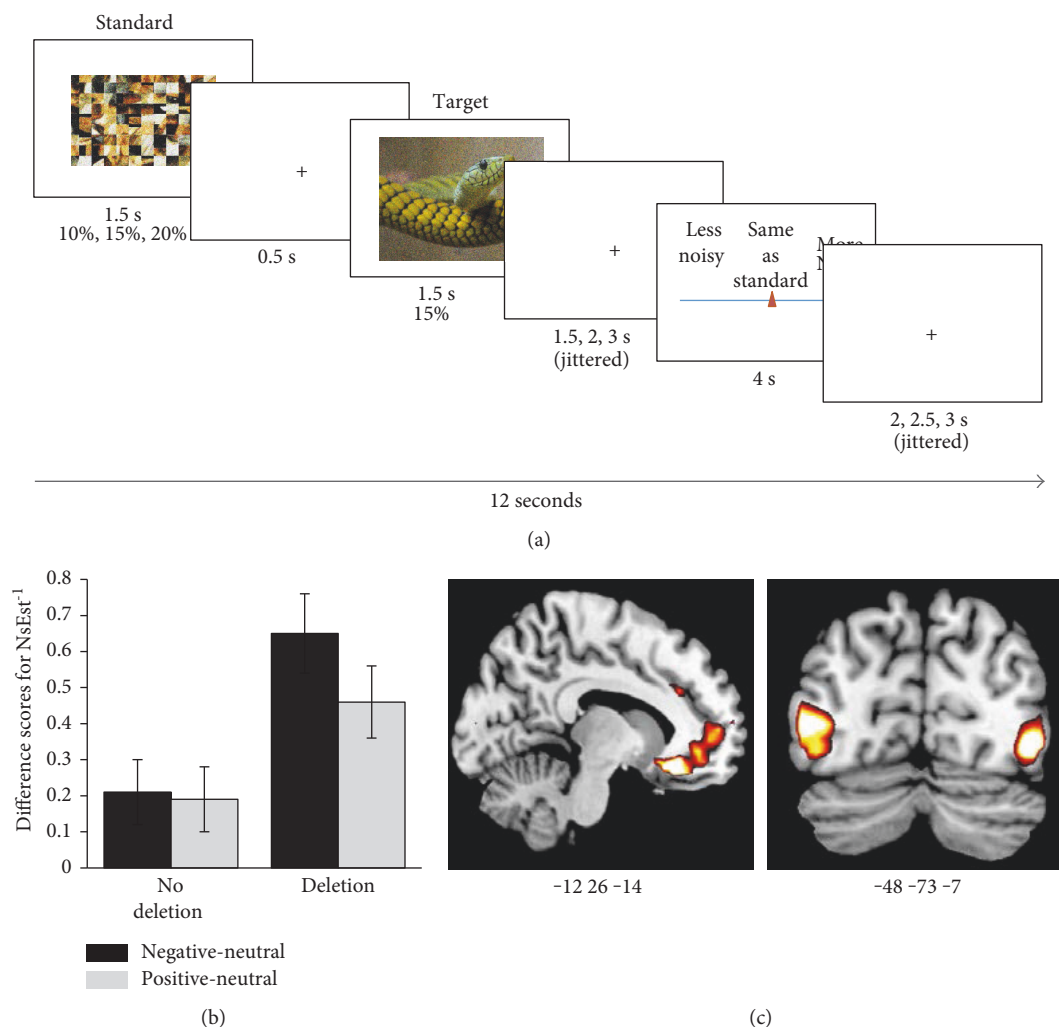 Standard
1.5 s
10%, 15%, 20%
+
0.5 s
Target
1.5 s
15%
+
1.5, 2, 3 s
(jittered)
Less
noisy
Same
as
standard
4 s
+
2, 2.5, 3 s
(jittered)
12 seconds
(a)
Difference scores for NsEst⁻¹
0.8
0.7
0.6
0.5
0.4
0.3
0.2
0.1
0
No
deletion
Deletion
Negative-neutral
Positive-neutral
(b)
-12 26 -14
-48 -73 -7
(c)